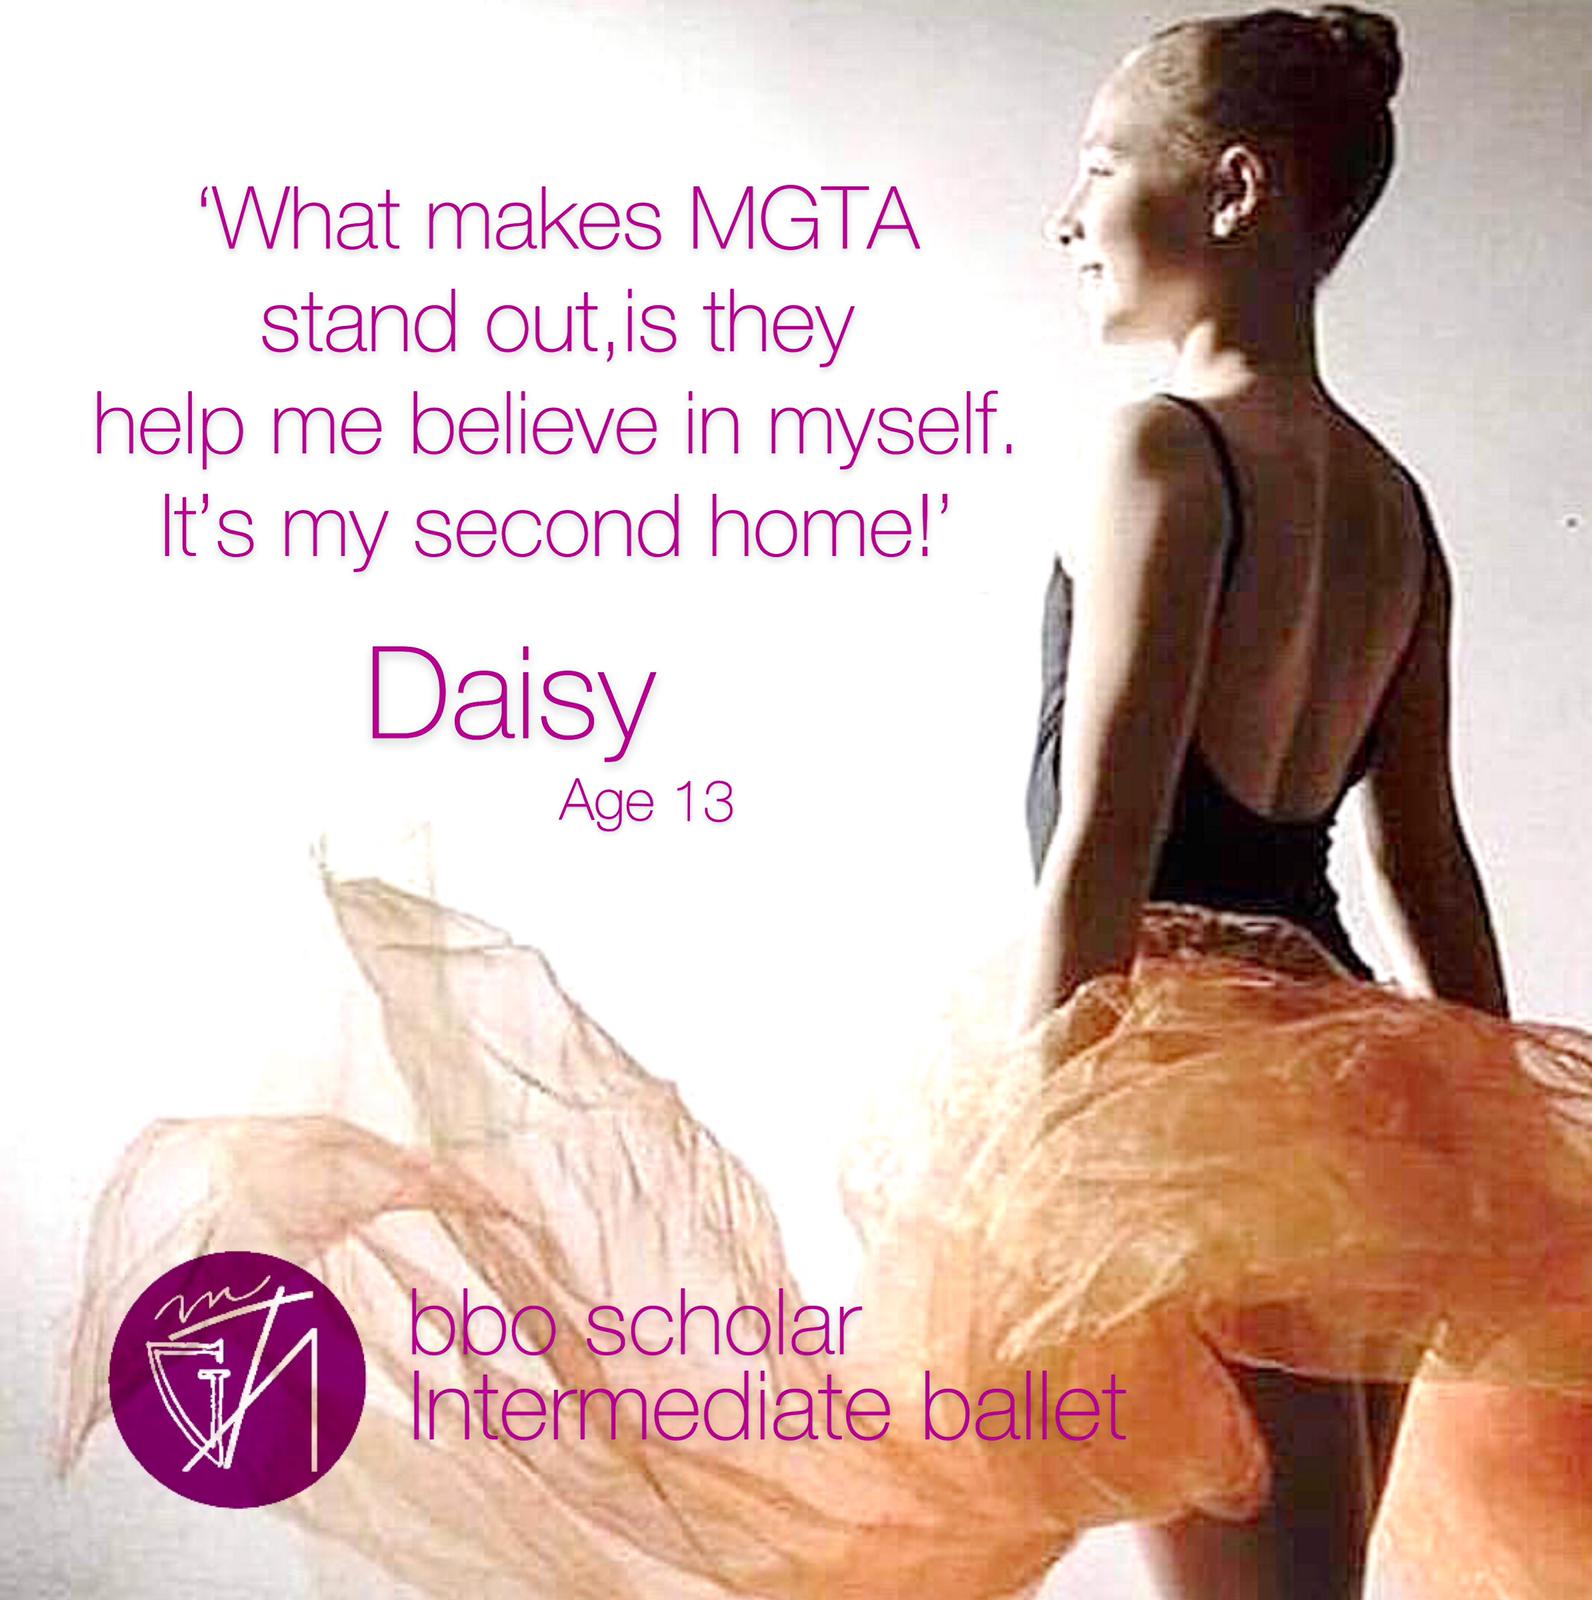 ‘What makes MGTA
stand out,is they
help me believe in myself.
It’s my second home!’
Daisy
Age 13
bbo scholar
Intermediate ballet